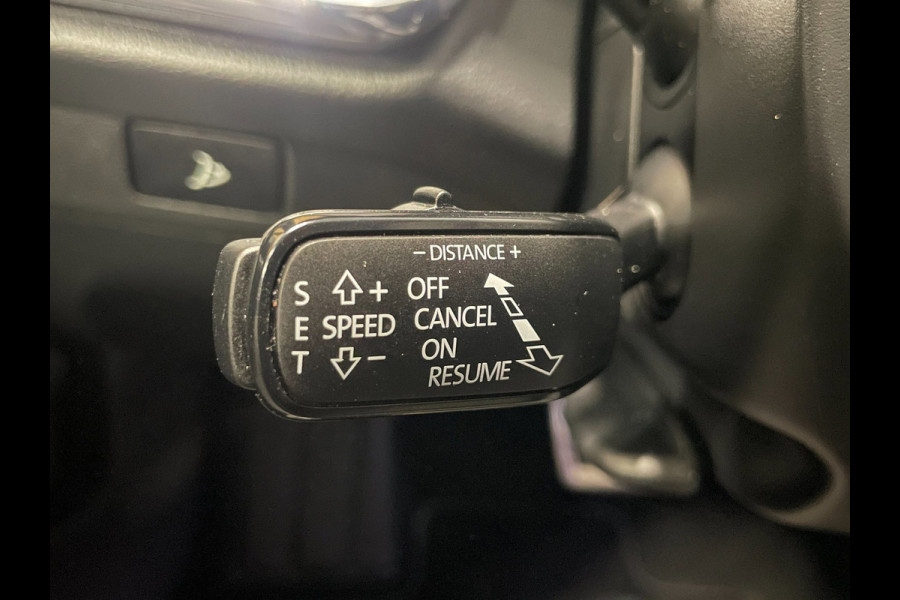 − DISTANCE +
S + OFF
E SPEED CANCEL
T − ON
RESUME